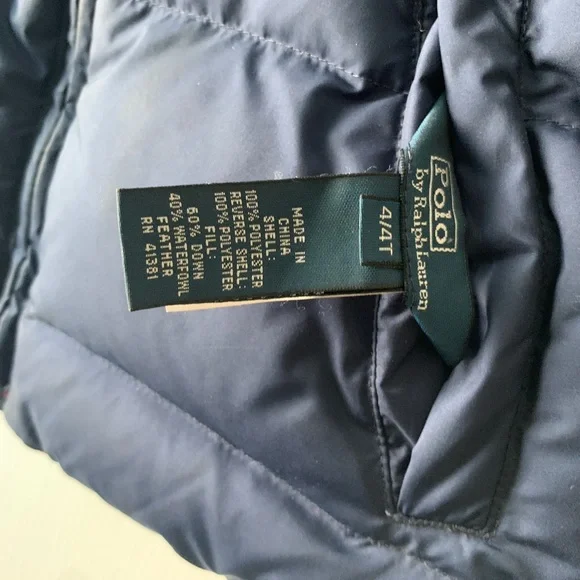 Polo
by Ralph Lauren
4/4T
MADE IN
CHINA
SHELL:
100% POLYESTER
REVERSE SHELL:
100% POLYESTER
FILL:
60% DOWN
40% WATERFOWL
FEATHER
RN 41381